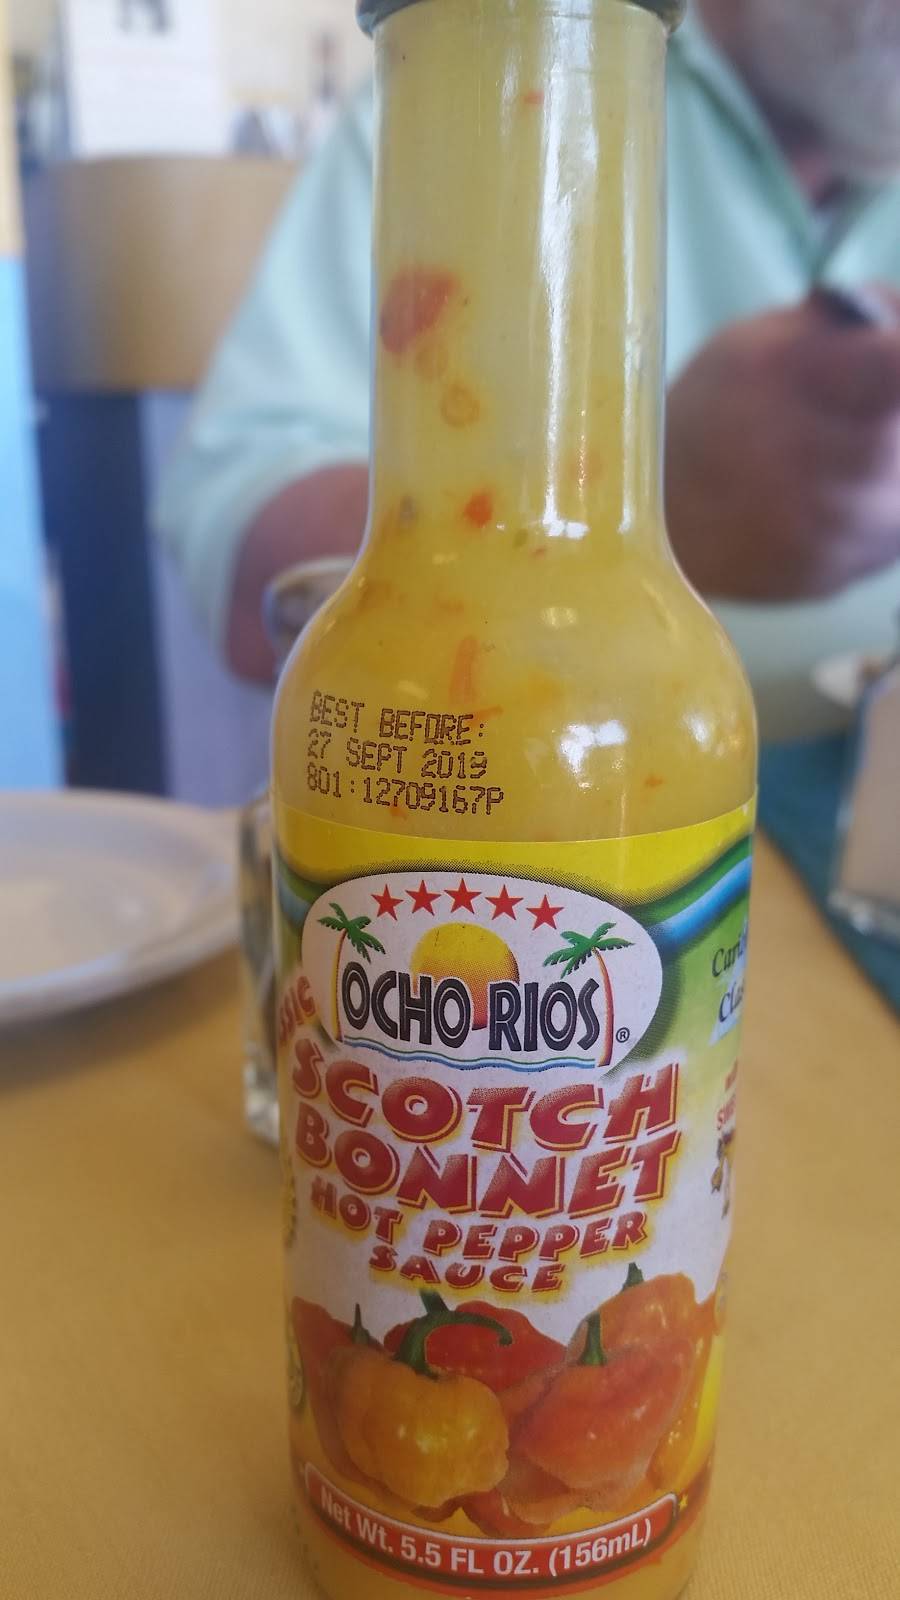 BEST BEFORE:
27 SEPT 2019
801:12709167P
OCHO RIOS®
SCOTCH
BONNET
HOT PEPPER
SAUCE
Net Wt. 5.5 FL OZ. (156mL)